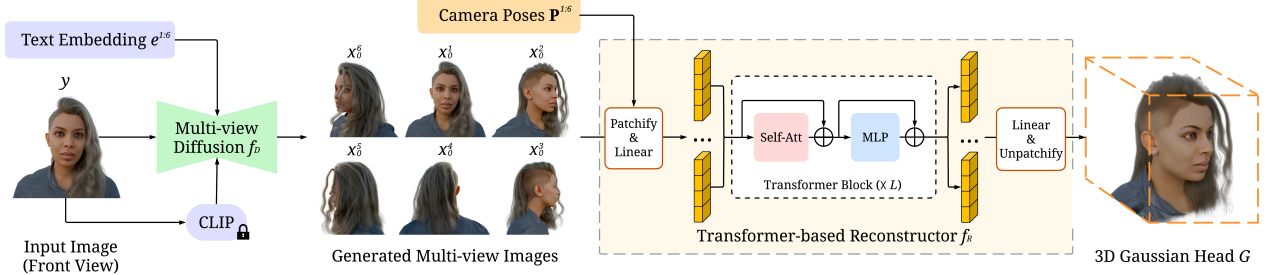 Text Embedding e^{1:6}
y
Input Image
(Front View)
Multi-view
Diffusion f_D
CLIP
Camera Poses P^{1:6}
x_0^6
x_0^1
x_0^2
x_0^5
x_0^4
x_0^3
Generated Multi-view Images
Patchify
&
Linear
...
Self-Att
MLP
Transformer Block (X L)
...
Linear
&
Unpatchify
Transformer-based Reconstructor f_R
3D Gaussian Head G